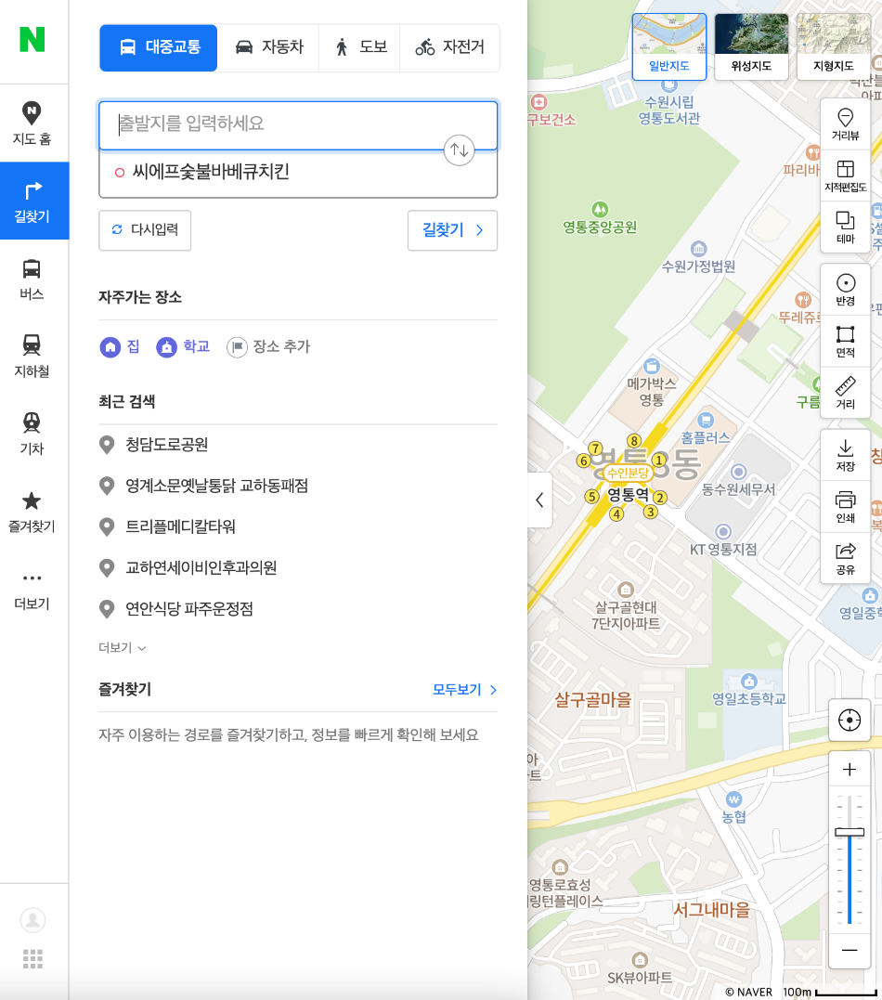 N
지도 홈
길찾기
버스
지하철
기차
즐겨찾기
더보기
대중교통
자동차
도보
자전거
출발지를 입력하세요
씨에프숯불바베큐치킨
다시입력
길찾기
자주가는 장소
집
학교
장소 추가
최근 검색
청담도로공원
영계소문옛날통닭 교하동패점
트리플메디칼타워
교하연세이비인후과의원
연안식당 파주운정점
더보기
즐겨찾기
모두보기
자주 이용하는 경로를 즐겨찾기하고, 정보를 빠르게 확인해 보세요
일반지도
위성지도
지형지도
거리뷰
지적편집도
테마
반경
면적
거리
저장
인쇄
공유
수원시립
영통도서관
구보건소
파리바
영통중앙공원
수원가정법원
뚜레쥬르
메가박스
영통
구름
홈플러스
영통3동
8
7
6
1
수인분당
5
영통역
2
4
3
동수원세무서
KT 영통지점
살구골현대
7단지아파트
영일중학
살구골마을
영일초등학교
아
트
농협
영통로효성
링턴플레이스
서그내마을
SK뷰아파트
© NAVER
100m